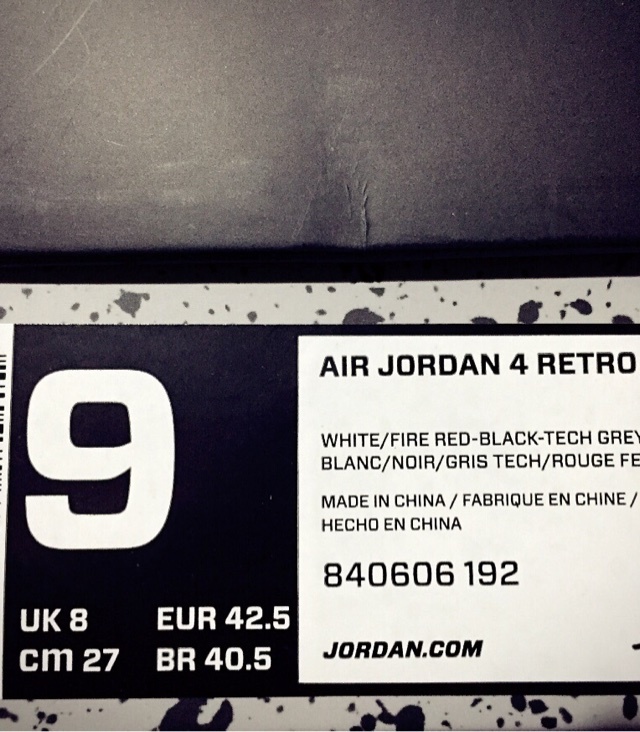 9
UK 8 EUR 42.5
cm 27 BR 40.5
AIR JORDAN 4 RETRO
WHITE/FIRE RED-BLACK-TECH GREY
BLANC/NOIR/GRIS TECH/ROUGE FE
MADE IN CHINA / FABRIQUE EN CHINE /
HECHO EN CHINA
840606 192
JORDAN.COM